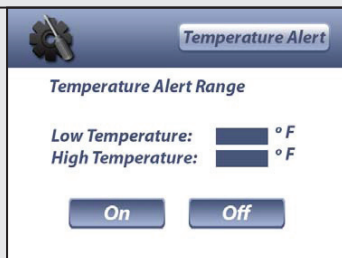 Temperature Alert
Temperature Alert Range
Low Temperature: º F
High Temperature: º F
On Off